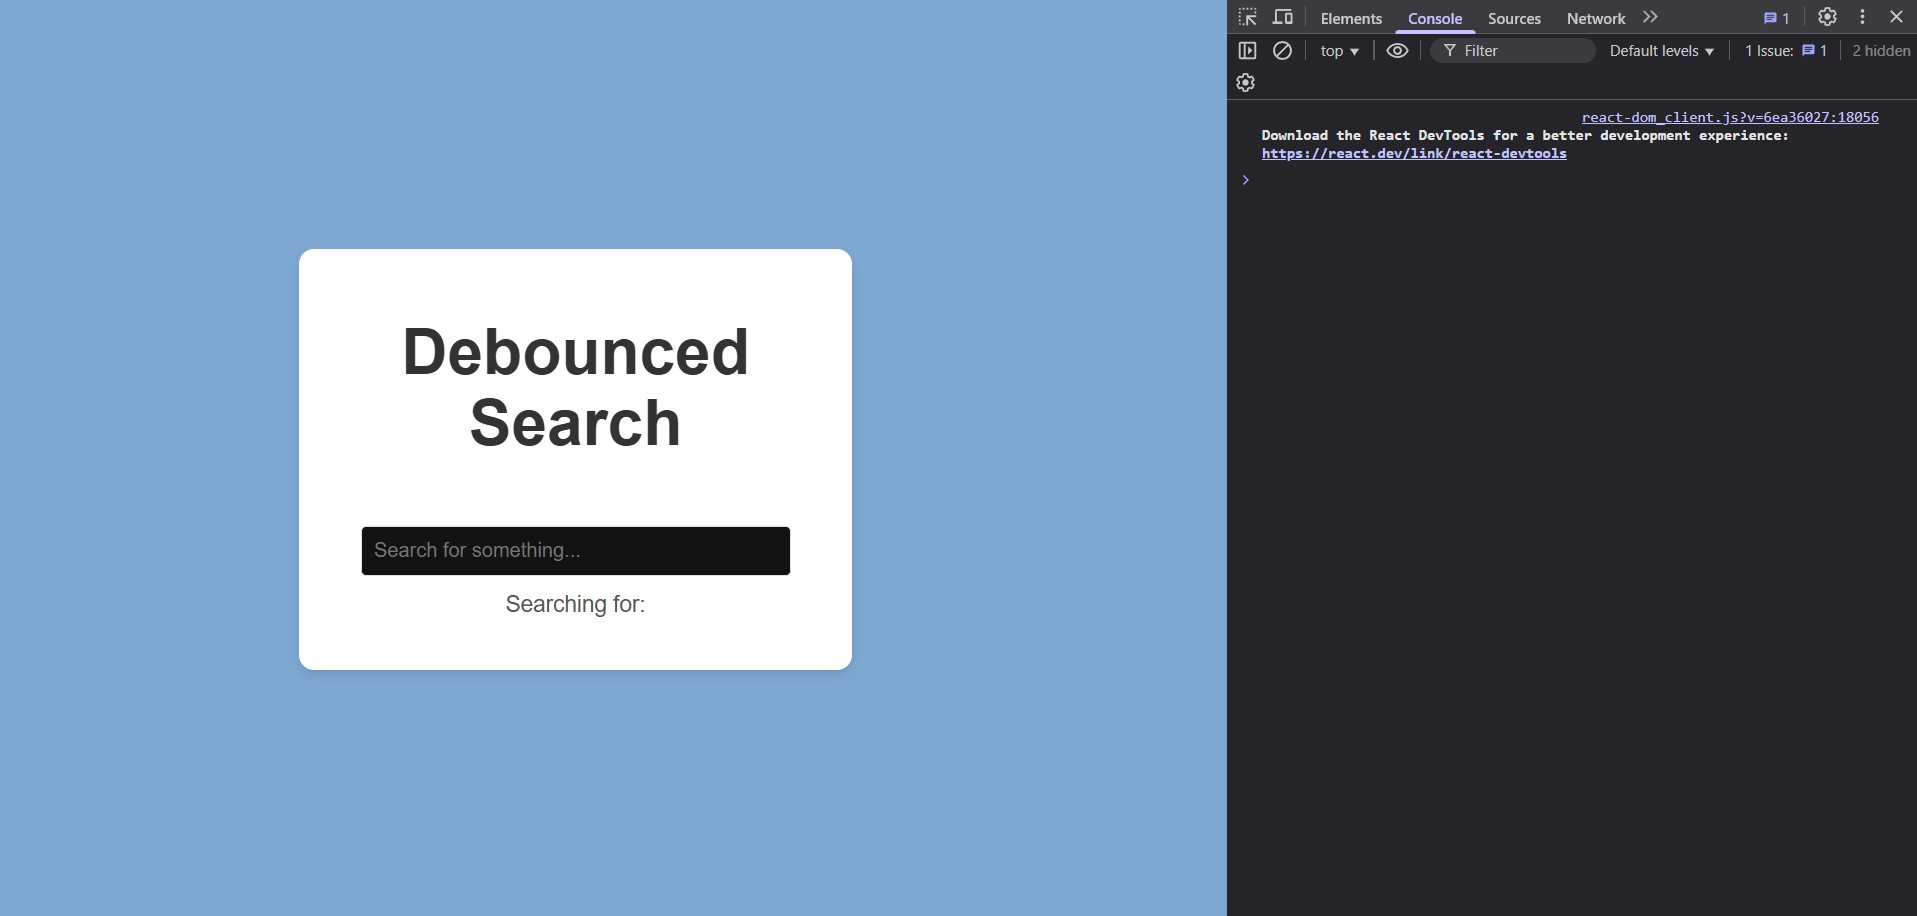 Debounced
Search
Search for something...
Searching for:
Elements Console Sources Network 1
top Filter Default levels 1 Issue: 1 2 hidden
react-dom_client.js?v=6ea36027:18056
Download the React DevTools for a better development experience:
https://react.dev/link/react-devtools